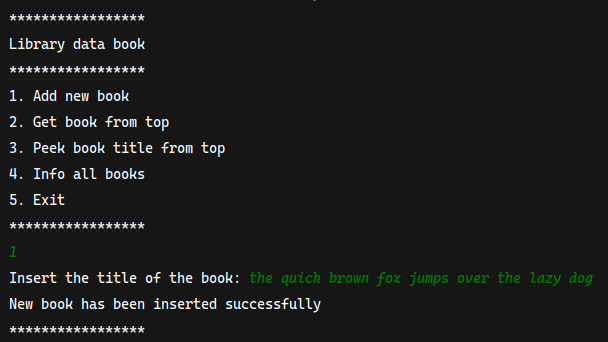 *****************
Library data book
*****************
1. Add new book
2. Get book from top
3. Peek book title from top
4. Info all books
5. Exit
*****************
1
Insert the title of the book: the quick brown fox jumps over the lazy dog
New book has been inserted successfully
*****************